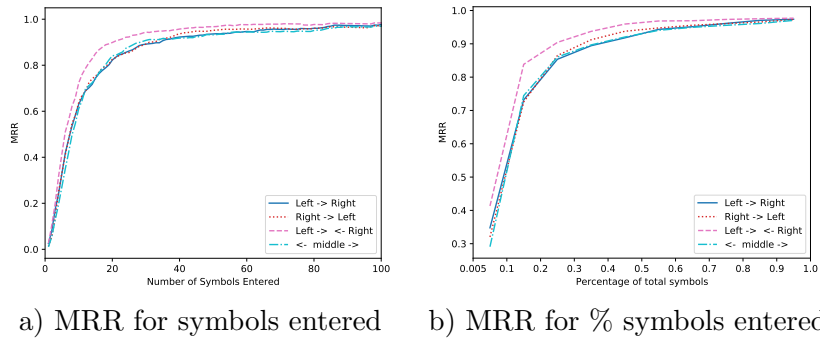 1.0
0.8
0.6
0.4
0.2
0.0
MRR
0 20 40 60 80 100
Number of Symbols Entered
Left -> Right
Right -> Left
Left -> <- Right
<- middle ->
a) MRR for symbols entered
1.0
0.9
0.8
0.7
0.6
0.5
0.4
0.3
MRR
0.005 0.1 0.2 0.3 0.4 0.5 0.6 0.7 0.8 0.9 1.0
Percentage of total symbols
Left -> Right
Right -> Left
Left -> <- Right
<- middle ->
b) MRR for % symbols entered